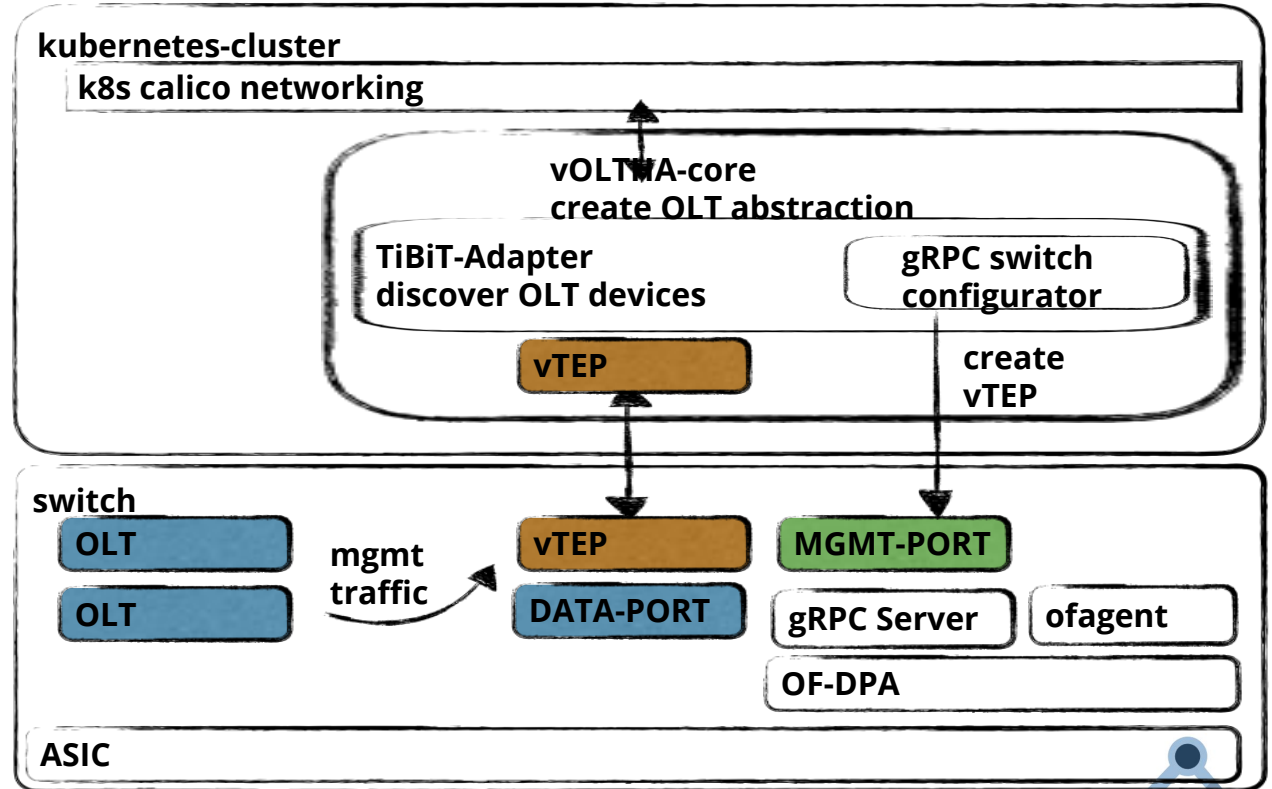 kubernetes-cluster
k8s calico networking
vOLTHA-core
create OLT abstraction
TiBiT-Adapter
discover OLT devices
gRPC switch
configurator
vTEP
create
vTEP
switch
OLT
OLT
mgmt
traffic
vTEP
DATA-PORT
MGMT-PORT
gRPC Server
ofagent
OF-DPA
ASIC